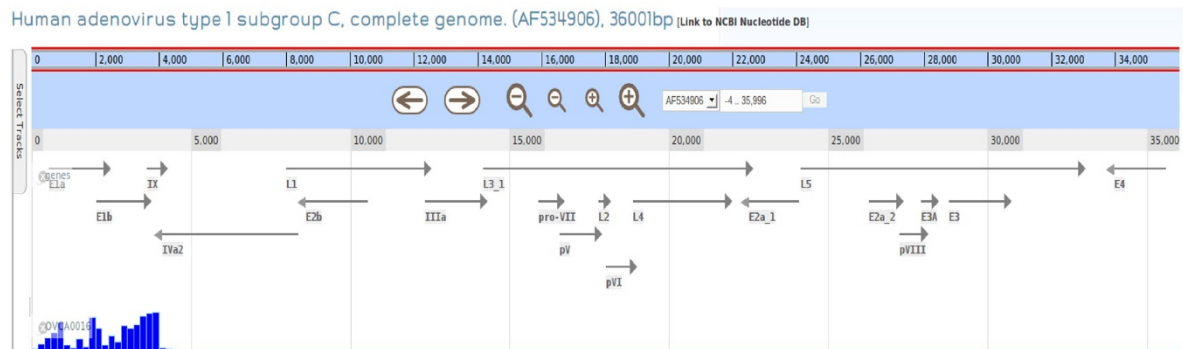 Human adenovirus type 1 subgroup C, complete genome. (AF534906), 36001bp [Link to NCBI Nucleotide DB]
0 2,000 4,000 6,000 8,000 10,000 12,000 14,000 16,000 18,000 20,000 22,000 24,000 26,000 28,000 30,000 32,000 34,000
Select Tracks
AF534906 -4 .. 35,996 Go
0 5,000 10,000 15,000 20,000 25,000 30,000 35,000
genes
E1a IX L1 L3_1 L5 E4
E1b E2b IIIa pro-VII L2 L4 E2a_1 E2a_2 E3A E3
IVa2 pV pVIII
pVI
OVCA0016